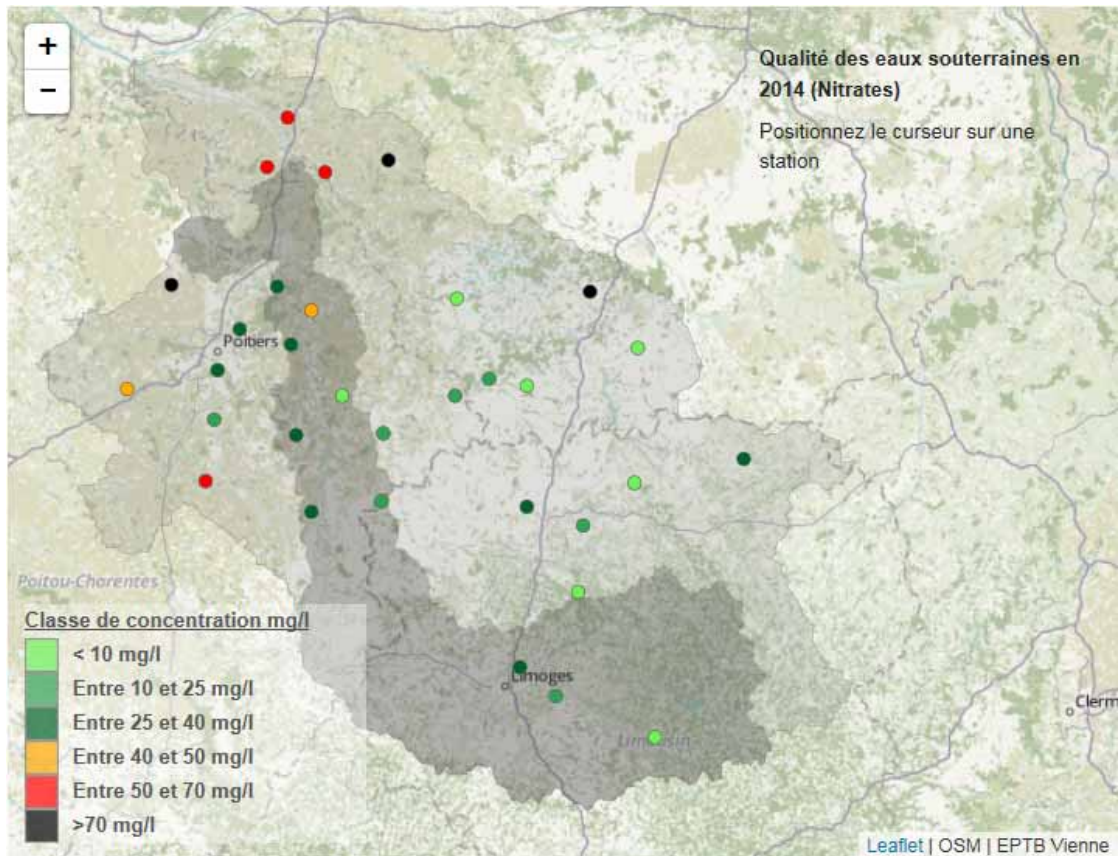 +
−
Qualité des eaux souterraines en
2014 (Nitrates)
Positionnez le curseur sur une
station
Poitiers
Poitou-Charentes
Classe de concentration mg/l
< 10 mg/l
Entre 10 et 25 mg/l
Entre 25 et 40 mg/l
Entre 40 et 50 mg/l
Entre 50 et 70 mg/l
>70 mg/l
Limoges
Limousin
Clerm
Leaflet | OSM | EPTB Vienne